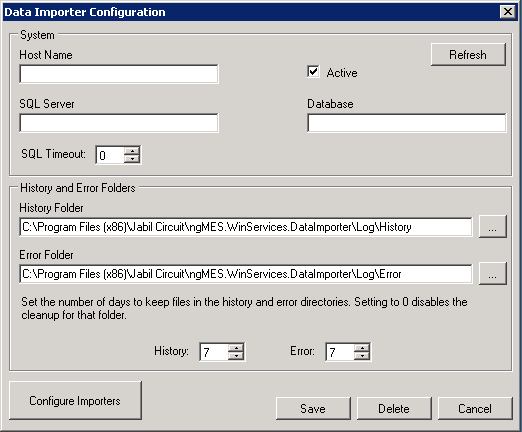 Data Importer Configuration
System
Host Name
Active
Refresh
SQL Server
Database
SQL Timeout: 0
History and Error Folders
History Folder
C:\Program Files (x86)\Jabil Circuit\ngMES.WinServices.DataImporter\Log\History
...
Error Folder
C:\Program Files (x86)\Jabil Circuit\ngMES.WinServices.DataImporter\Log\Error
...
Set the number of days to keep files in the history and error directories. Setting to 0 disables the
cleanup for that folder.
History: 7 Error: 7
Configure Importers
Save Delete Cancel